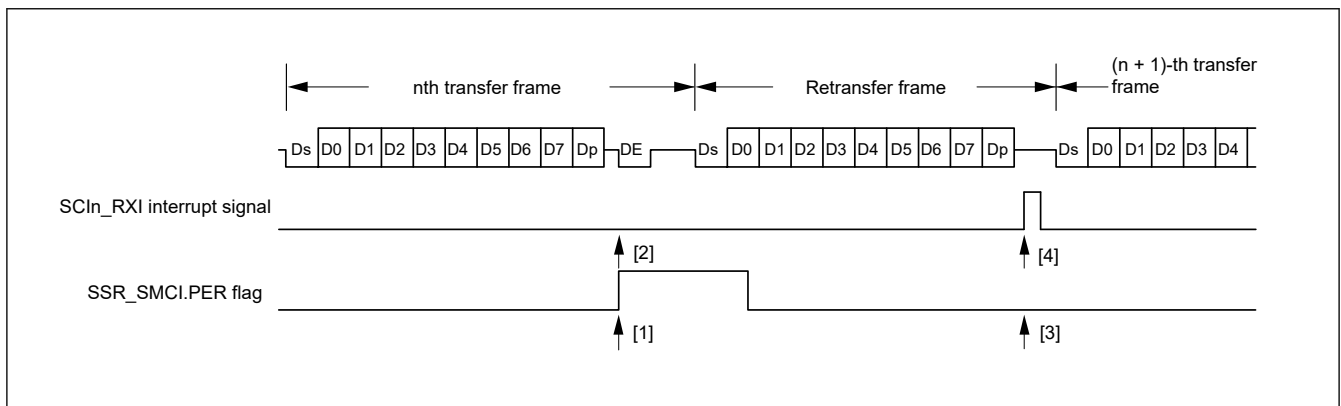 nth transfer frame
Retransfer frame
(n + 1)-th transfer
frame
Ds D0 D1 D2 D3 D4 D5 D6 D7 Dp DE Ds D0 D1 D2 D3 D4 D5 D6 D7 Dp Ds D0 D1 D2 D3 D4
SCIn_RXI interrupt signal
[2]
[4]
SSR_SMCI.PER flag
[1]
[3]